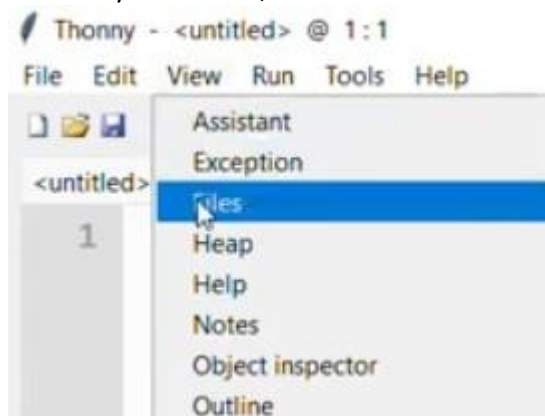 Thonny - <untitled> @ 1:1
File Edit View Run Tools Help
Assistant
<untitled>
Exception
Files
1
Heap
Help
Notes
Object inspector
Outline